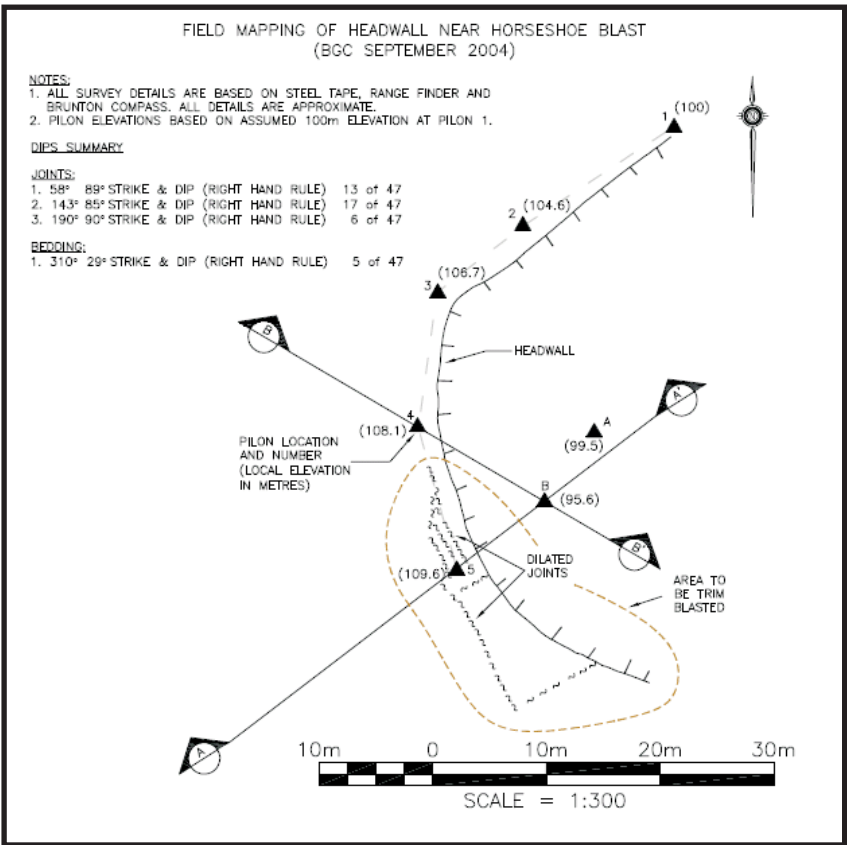 FIELD MAPPING OF HEADWALL NEAR HORSESHOE BLAST
(BGC SEPTEMBER 2004)
NOTES:
1. ALL SURVEY DETAILS ARE BASED ON STEEL TAPE, RANGE FINDER AND
BRUNTON COMPASS. ALL DETAILS ARE APPROXIMATE.
2. PILON ELEVATIONS BASED ON ASSUMED 100m ELEVATION AT PILON 1.
DIPS SUMMARY
JOINTS:
1. 58° 89° STRIKE & DIP (RIGHT HAND RULE) 13 of 47
2. 143° 85° STRIKE & DIP (RIGHT HAND RULE) 17 of 47
3. 190° 90° STRIKE & DIP (RIGHT HAND RULE) 6 of 47
BEDDING:
1. 310° 29° STRIKE & DIP (RIGHT HAND RULE) 5 of 47
1 (100)
2 (104.6)
3 (106.7)
B
HEADWALL
A'
4
(108.1)
A
(99.5)
PILON LOCATION
AND NUMBER
(LOCAL ELEVATION
IN METRES)
B
(95.6)
B'
DILATED
JOINTS
(109.6) 5
AREA TO
BE TRIM
BLASTED
A
10m 0 10m 20m 30m
SCALE = 1:300